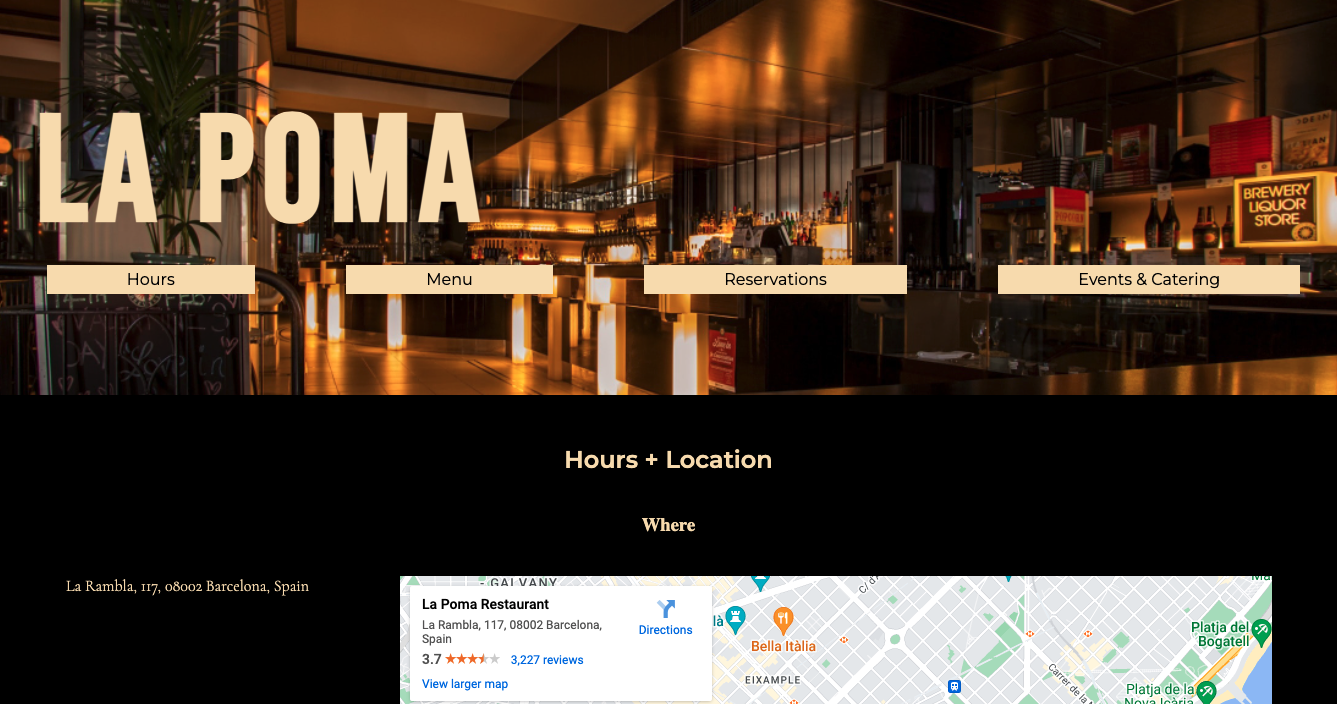 LA POMA
BREWERY
LIQUOR
STORE
POPCORN
Hours
Menu
Reservations
Events & Catering
Hours + Location
Where
La Rambla, 117, 08002 Barcelona, Spain
GALVANY
La Poma Restaurant
La Rambla, 117, 08002 Barcelona,
Spain
Directions
3.7
3,227 reviews
View larger map
Bella Itàlia
EIXAMPLE
Platja del
Bogatell
Carrer de la
Platja de la
Nova Icària